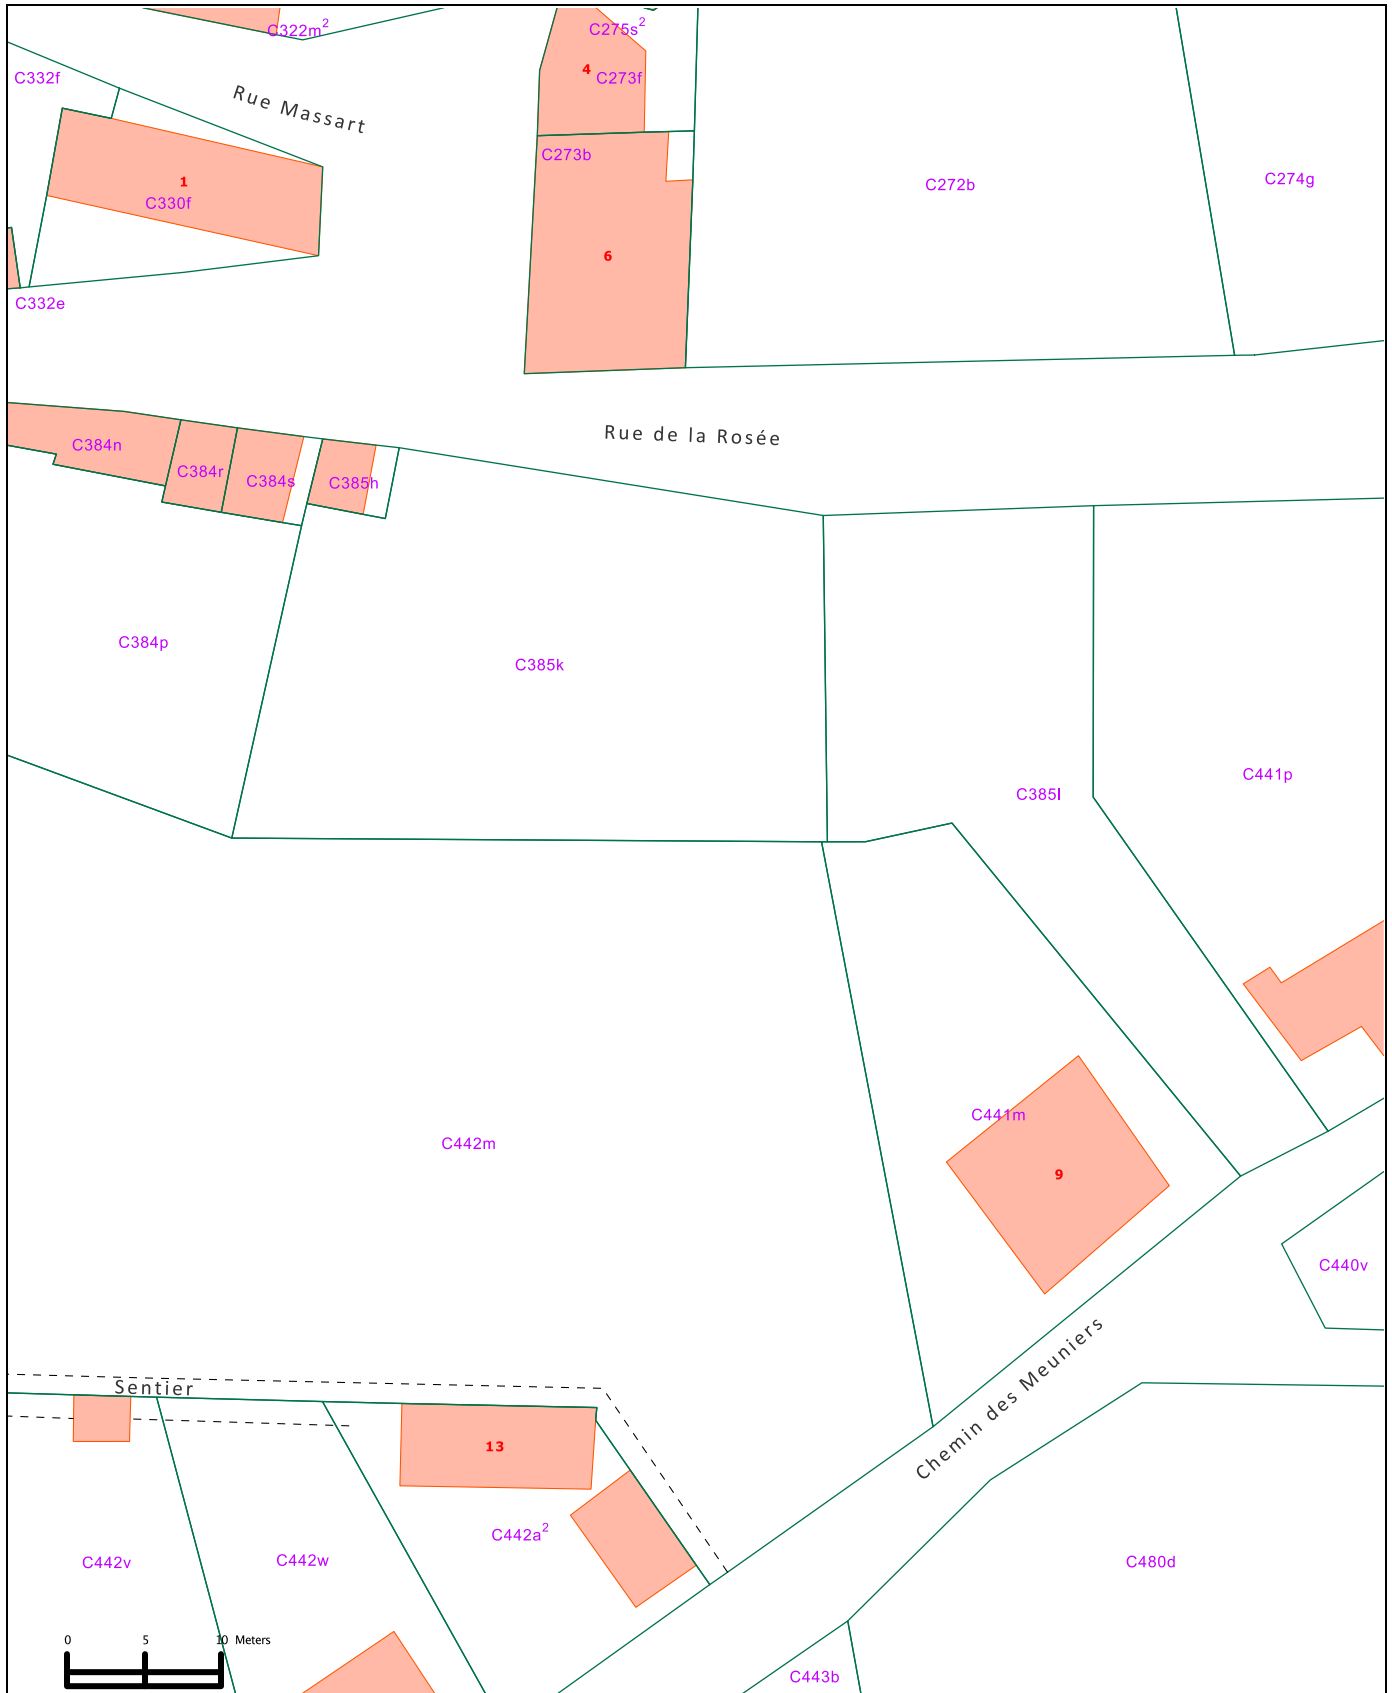 C322m²
C275s²
C332f
4
C273f
Rue Massart
C273b
1
C330f
C272b
C274g
6
C332e
Rue de la Rosée
C384n
C384r
C384s
C385h
C384p
C385k
C441p
C385l
C441m
C442m
9
C440v
Chemin des Meuniers
Sentier
13
C442a²
C442v
C442w
C480d
0 5 10 Meters
C443b